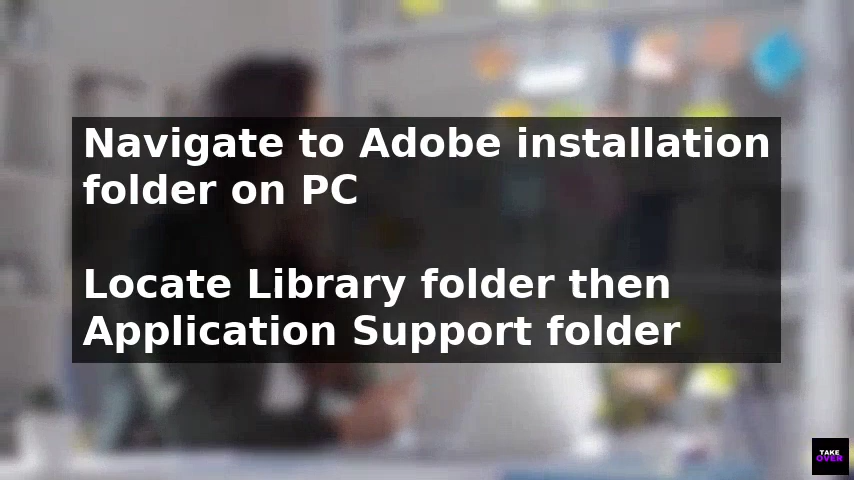 Navigate to Adobe installation
folder on PC
Locate Library folder then
Application Support folder
TAKE
OVER